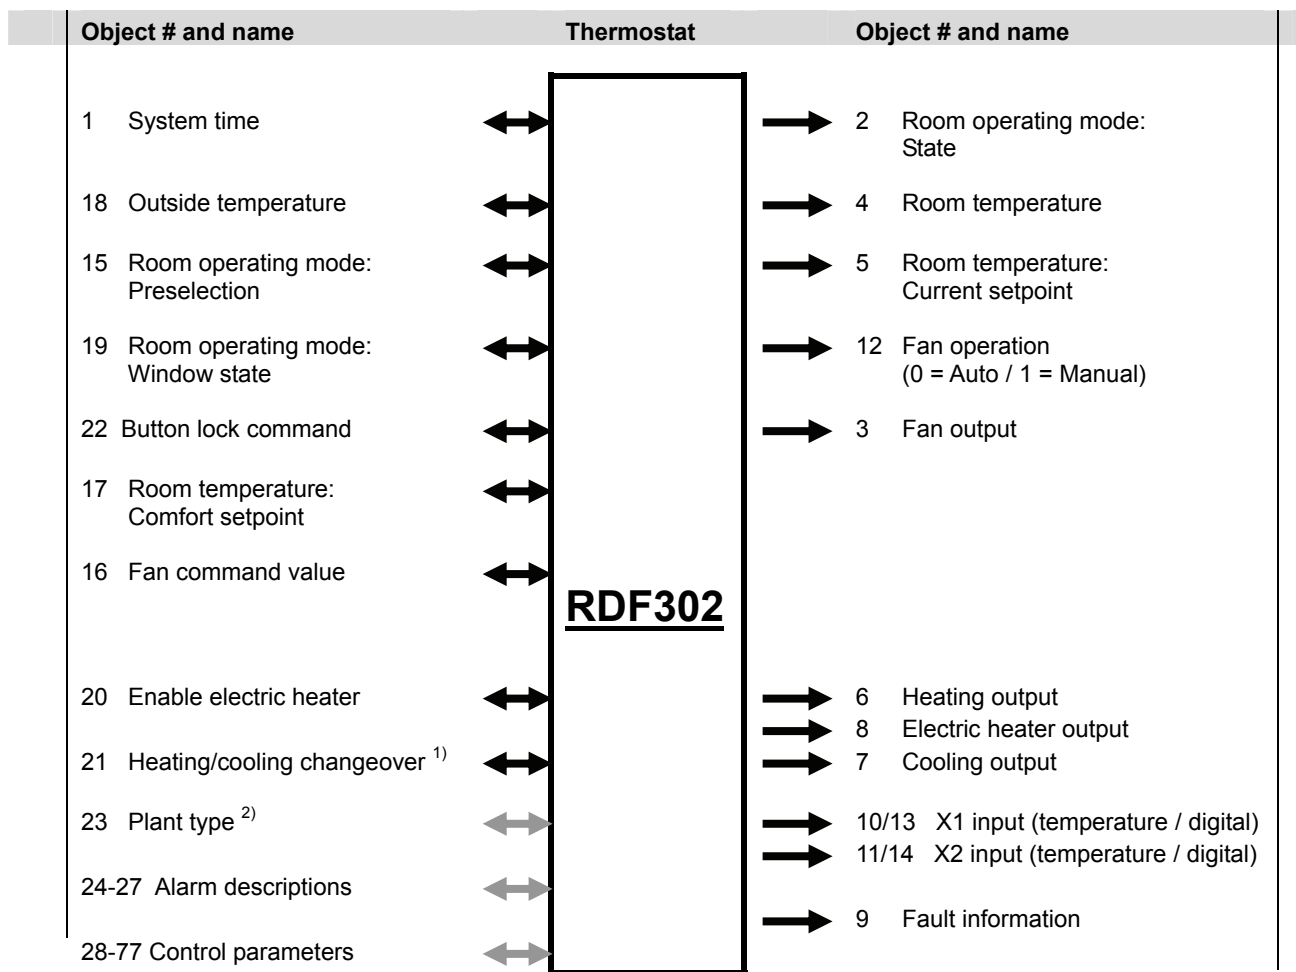 Object # and name Thermostat Object # and name
1 System time
2 Room operating mode:
State
18 Outside temperature
4 Room temperature
15 Room operating mode:
Preselection
5 Room temperature:
Current setpoint
19 Room operating mode:
Window state
12 Fan operation
(0 = Auto / 1 = Manual)
22 Button lock command
3 Fan output
17 Room temperature:
Comfort setpoint
16 Fan command value
RDF302
20 Enable electric heater
6 Heating output
8 Electric heater output
21 Heating/cooling changeover 1)
7 Cooling output
23 Plant type 2)
10/13 X1 input (temperature / digital)
11/14 X2 input (temperature / digital)
24-27 Alarm descriptions
9 Fault information
28-77 Control parameters